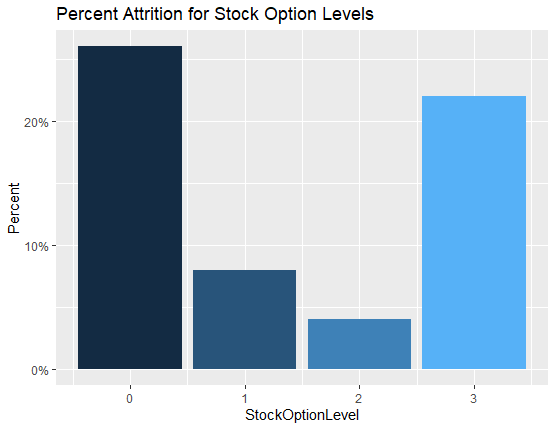 Percent Attrition for Stock Option Levels
Percent
20%
10%
0%
0 1 2 3
StockOptionLevel